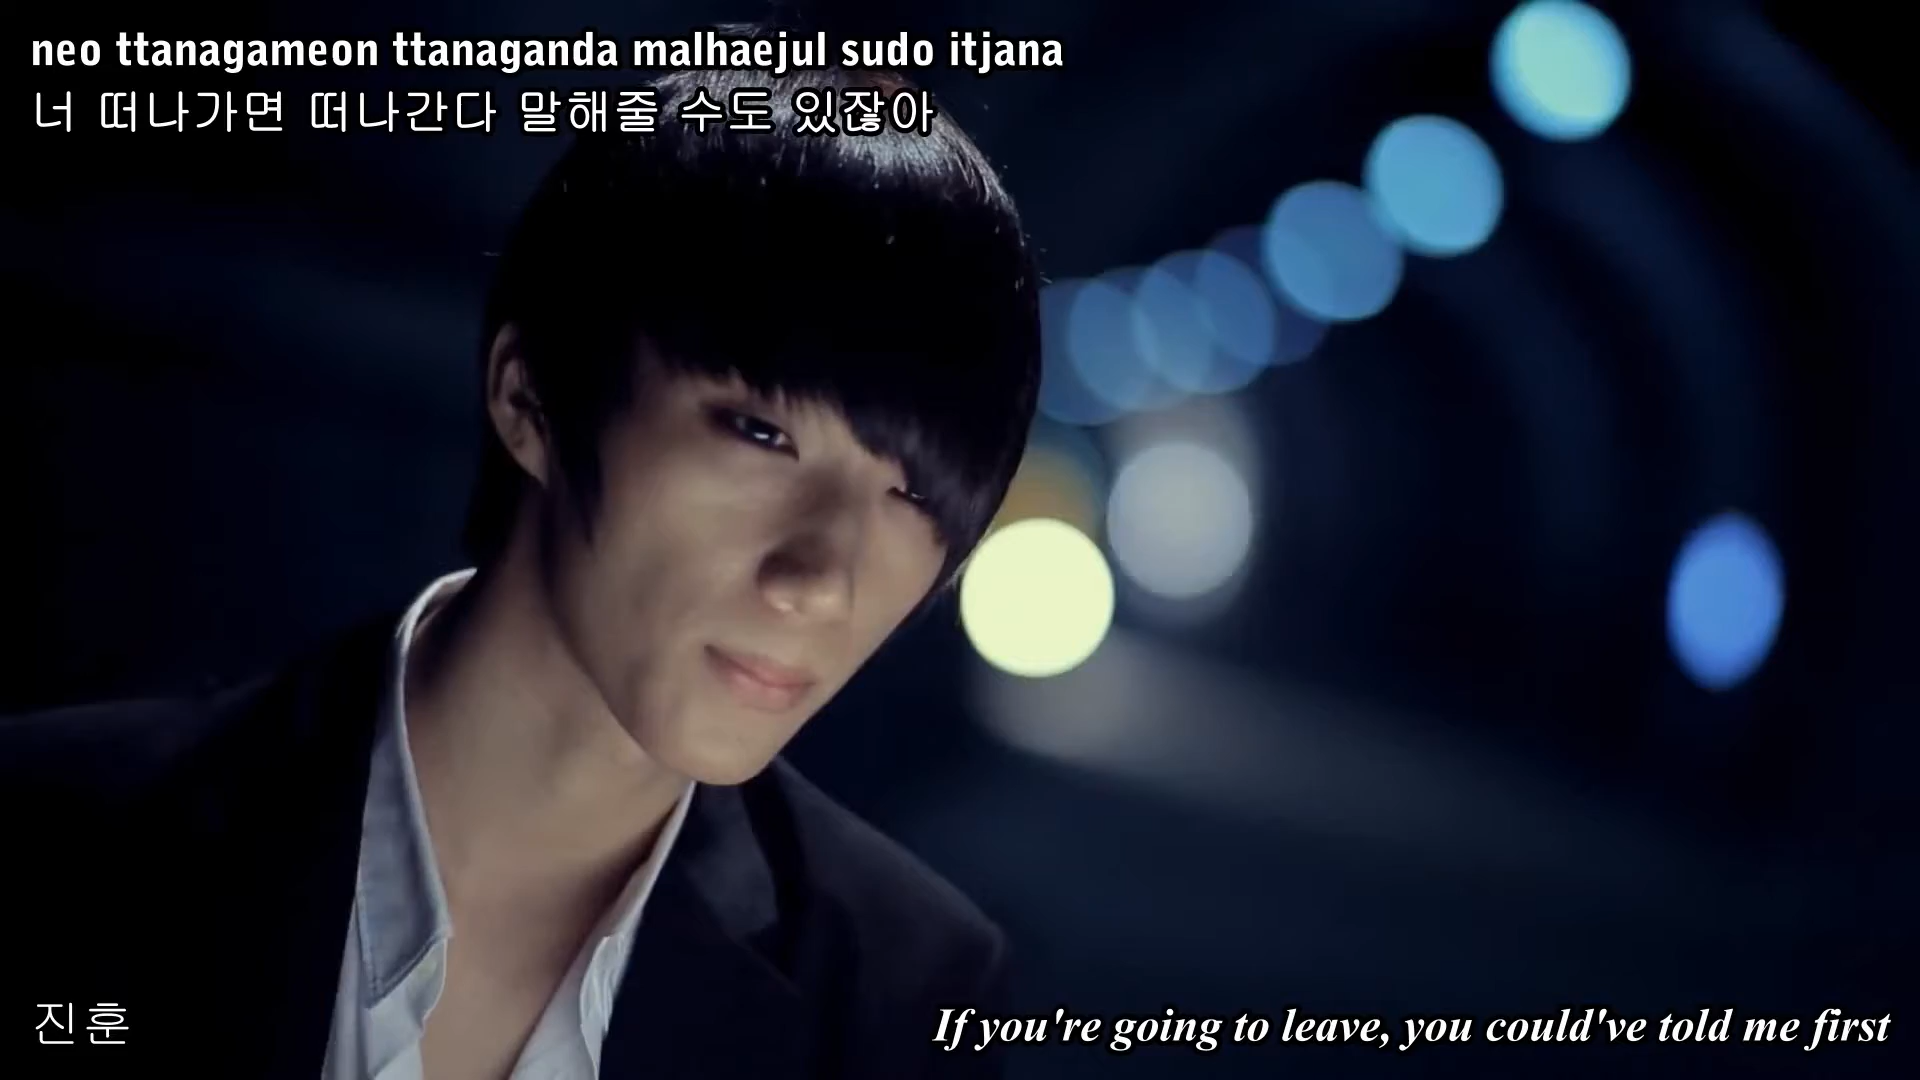 neo ttanagameon ttanaganda malhaejul sudo itjana
너 떠나가면 떠나간다 말해줄 수도 있잖아
진훈
If you're going to leave, you could've told me first